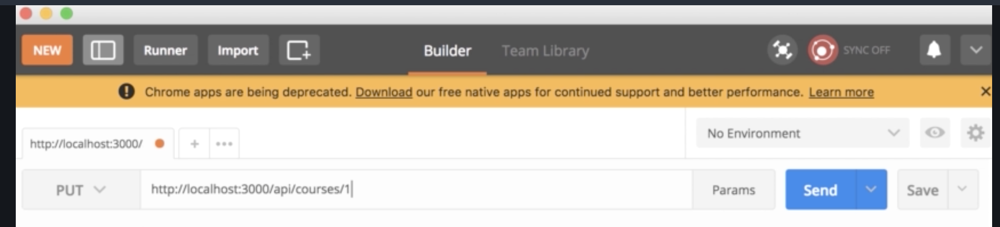 NEW Runner Import Builder Team Library SYNC OFF
Chrome apps are being deprecated. Download our free native apps for continued support and better performance. Learn more
http://localhost:3000/ No Environment
PUT http://localhost:3000/api/courses/1 Params Send Save